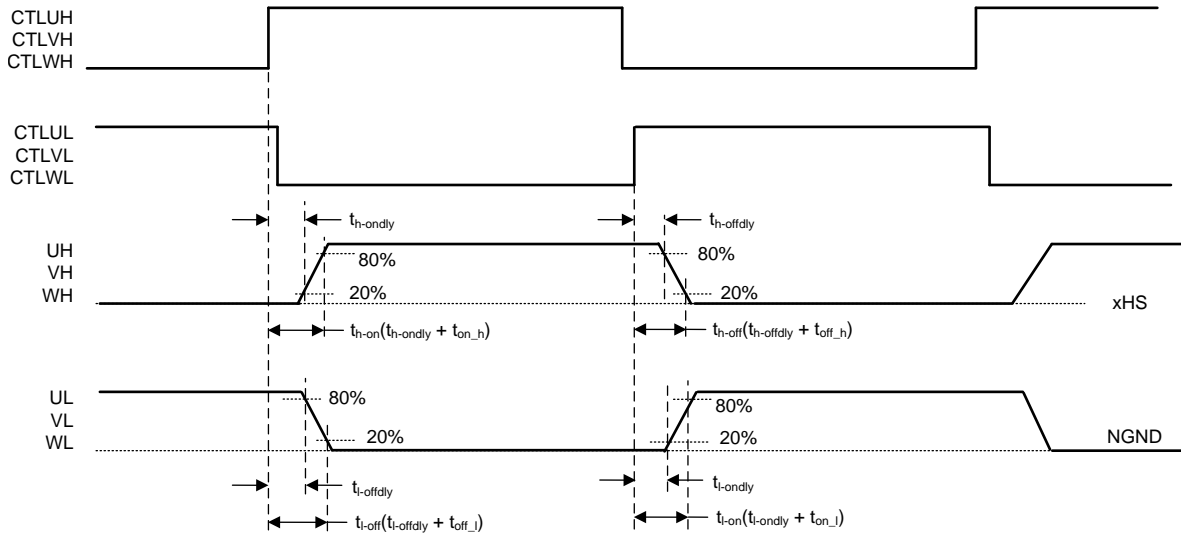 CTLUH
CTLVH
CTLWH
CTLUL
CTLVL
CTLWL
th-ondly
th-offdly
UH
VH
WH
80%
80%
20%
20%
xHS
th-on(th-ondly + ton_h)
th-off(th-offdly + toff_h)
UL
VL
WL
80%
80%
20%
20%
NGND
tl-offdly
tl-ondly
tl-off(tl-offdly + toff_l)
tl-on(tl-ondly + ton_l)